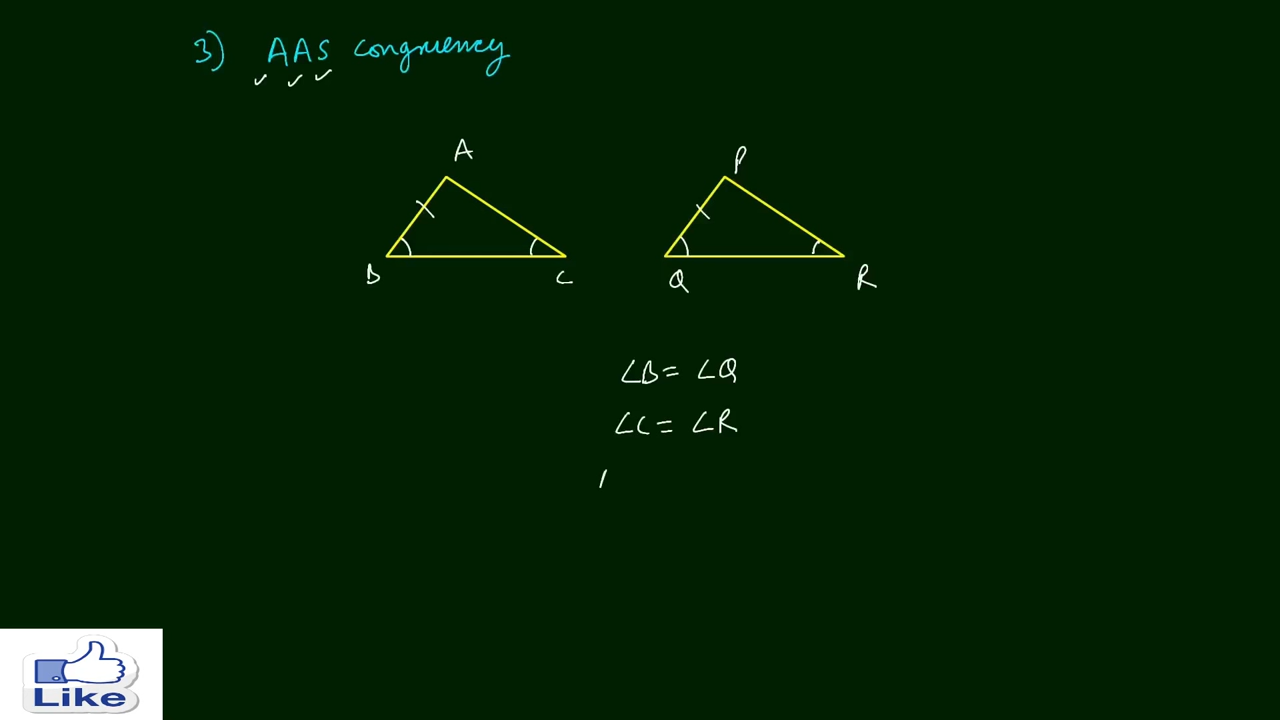 3) AAS congruency
A
P
B
C
Q
R
∠B = ∠Q
∠C = ∠R
Like